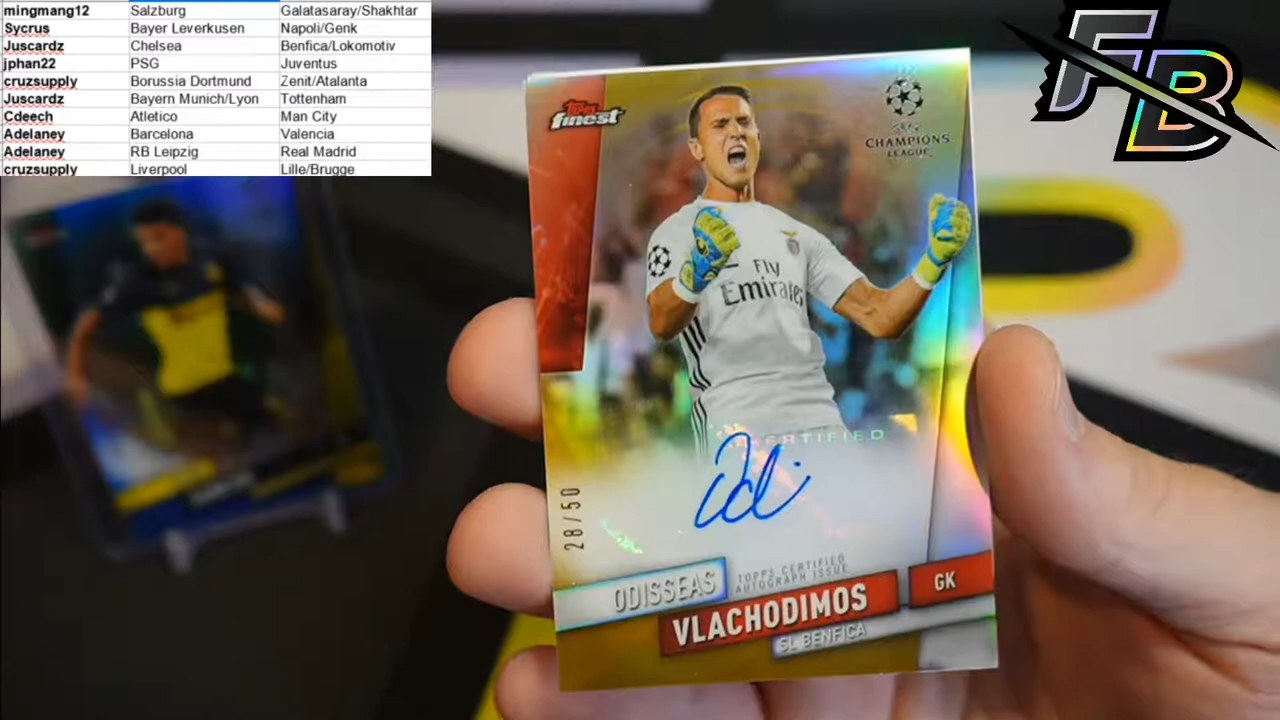 mingmang12 Salzburg Galatasaray/Shakhtar
Sycrus Bayer Leverkusen Napoli/Genk
Juscardz Chelsea Benfica/Lokomotiv
jphan22 PSG Juventus
cruzsupply Borussia Dortmund Zenit/Atalanta
Juscardz Bayern Munich/Lyon Tottenham
Cdeech Atletico Man City
Adelaney Barcelona Valencia
Adelaney RB Leipzig Real Madrid
cruzsupply Liverpool Lille/Brugge
FB
Topps
finest
UEFA
CHAMPIONS
LEAGUE
Fly
Emirates
CERTIFIED
28/50
ODISSEAS
TOPPS CERTIFIED
AUTOGRAPH ISSUE
VLACHODIMOS
GK
SL BENFICA